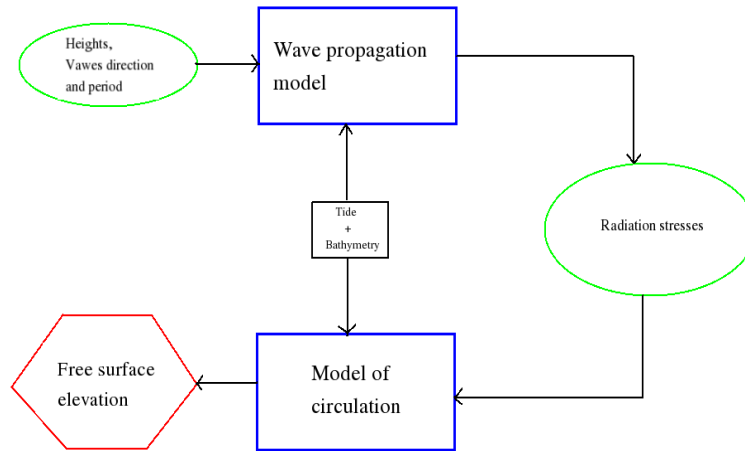 Heights,
Vawes direction
and period
Wave propagation
model
Tide
+
Bathymetry
Radiation stresses
Free surface
elevation
Model of
circulation